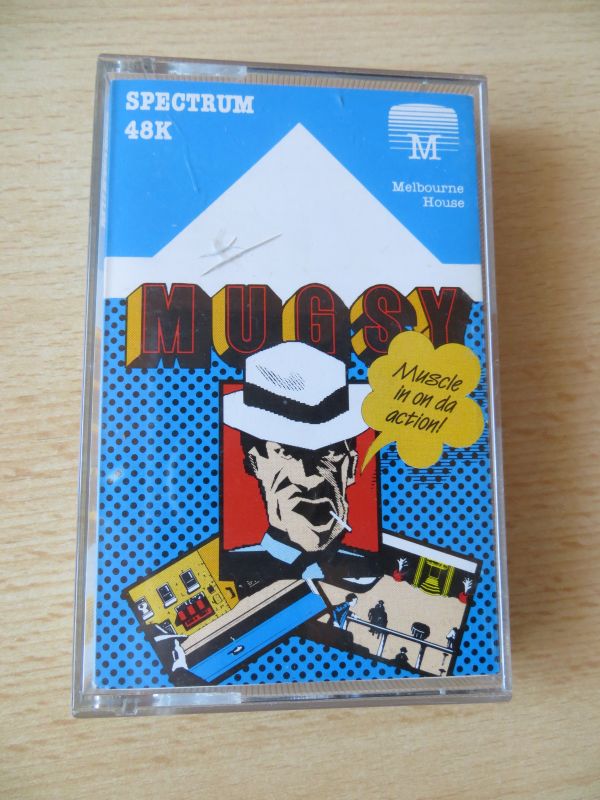 SPECTRUM
48K
M
Melbourne
House
MUGSY
Muscle
in on da
action!